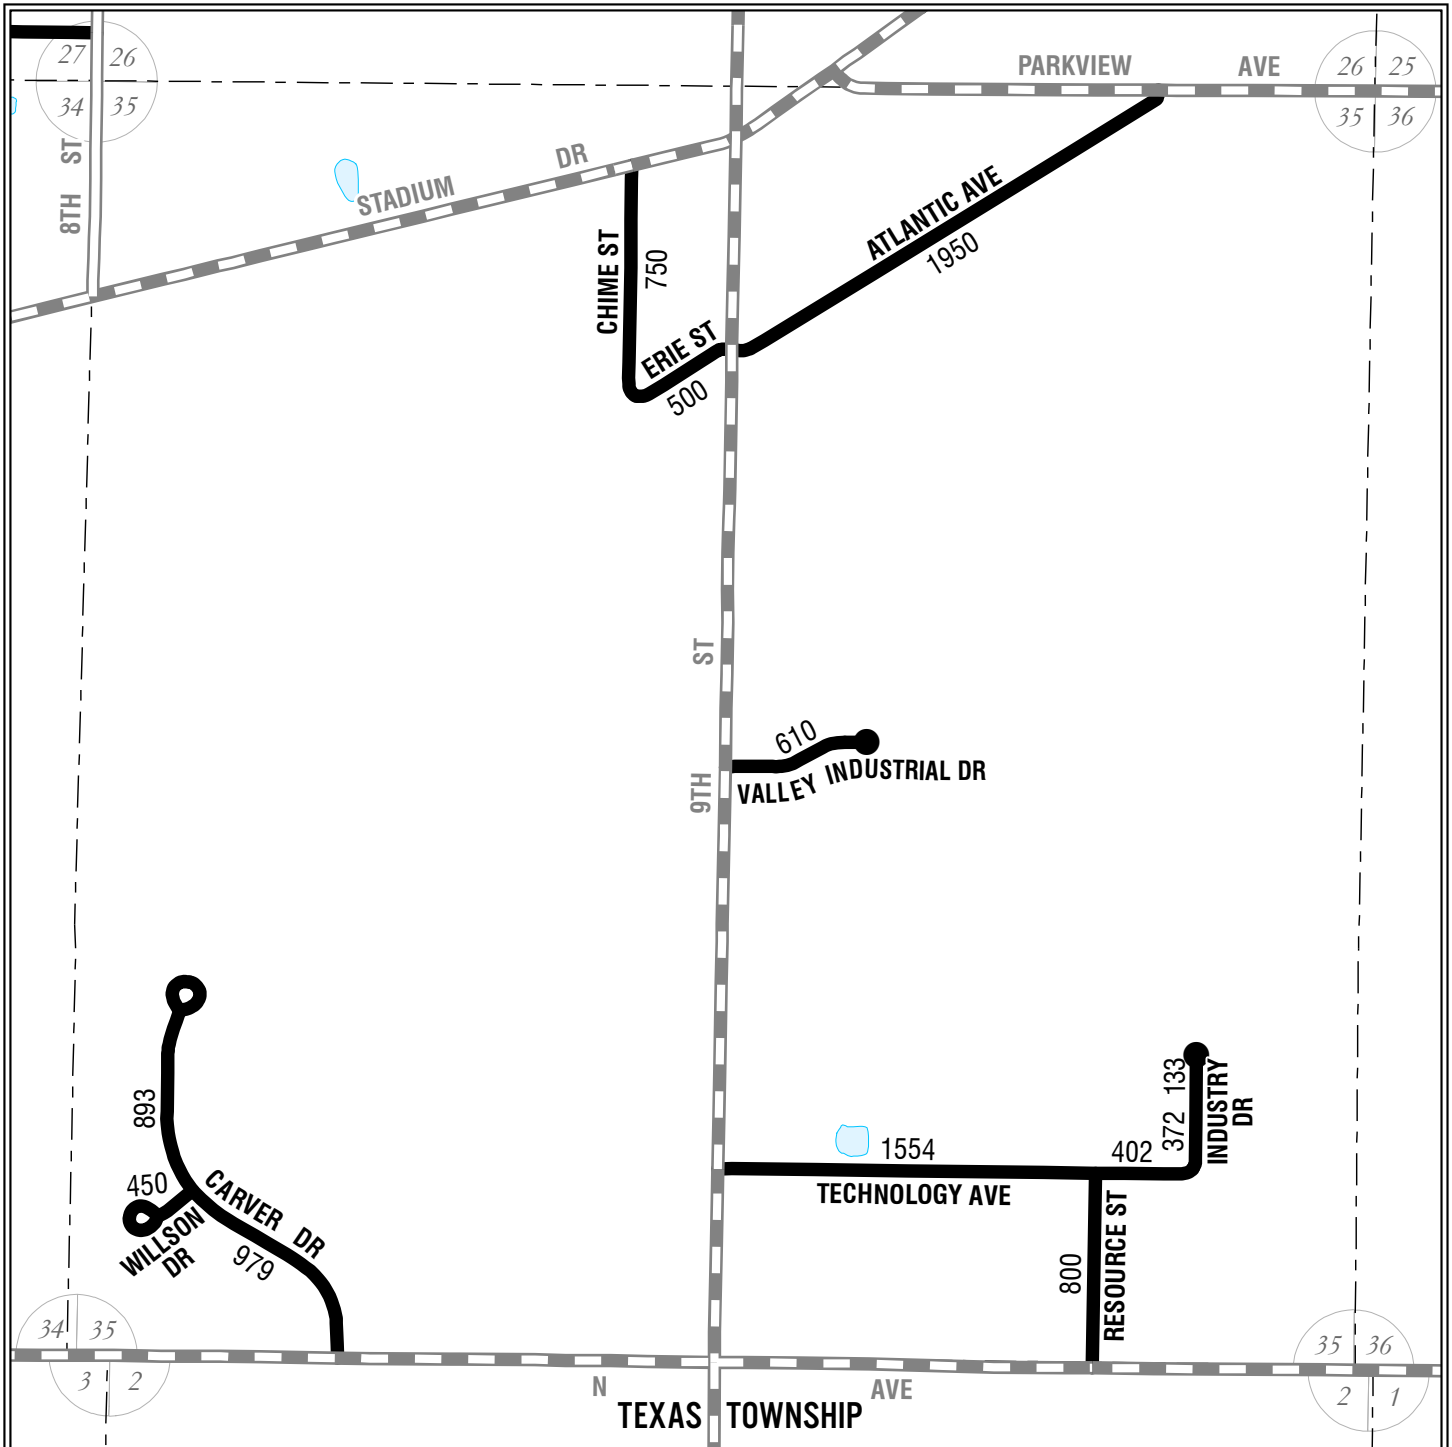 27 26
34 35
26 25
35 36
PARKVIEW AVE
8TH ST
STADIUM DR
CHIME ST
750
ERIE ST
500
ATLANTIC AVE
1950
9TH ST
610
VALLEY INDUSTRIAL DR
893
450
WILLSON
DR
CARVER DR
979
1554
TECHNOLOGY AVE
402
372 133
INDUSTRY
DR
800
RESOURCE ST
34 35
3 2
35 36
2 1
N AVE
TEXAS TOWNSHIP